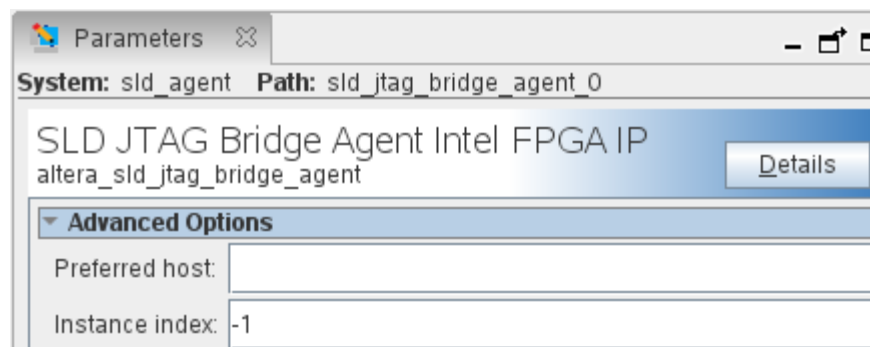 Parameters
System: sld_agent Path: sld_jtag_bridge_agent_0
SLD JTAG Bridge Agent Intel FPGA IP
altera_sld_jtag_bridge_agent
Details
Advanced Options
Preferred host:
Instance index: -1